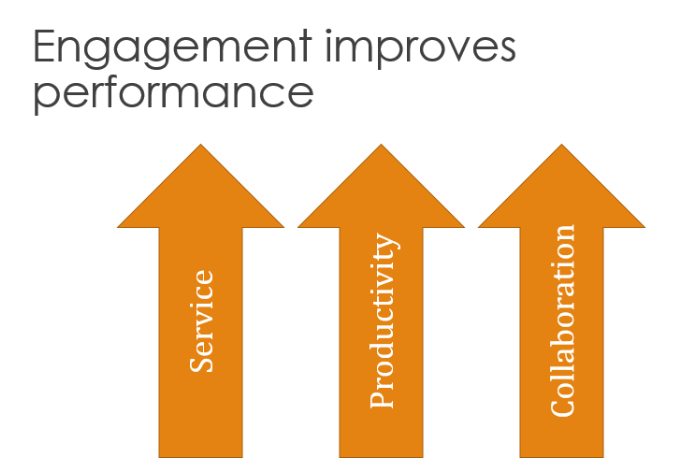 Engagement improves
performance
Service
Productivity
Collaboration